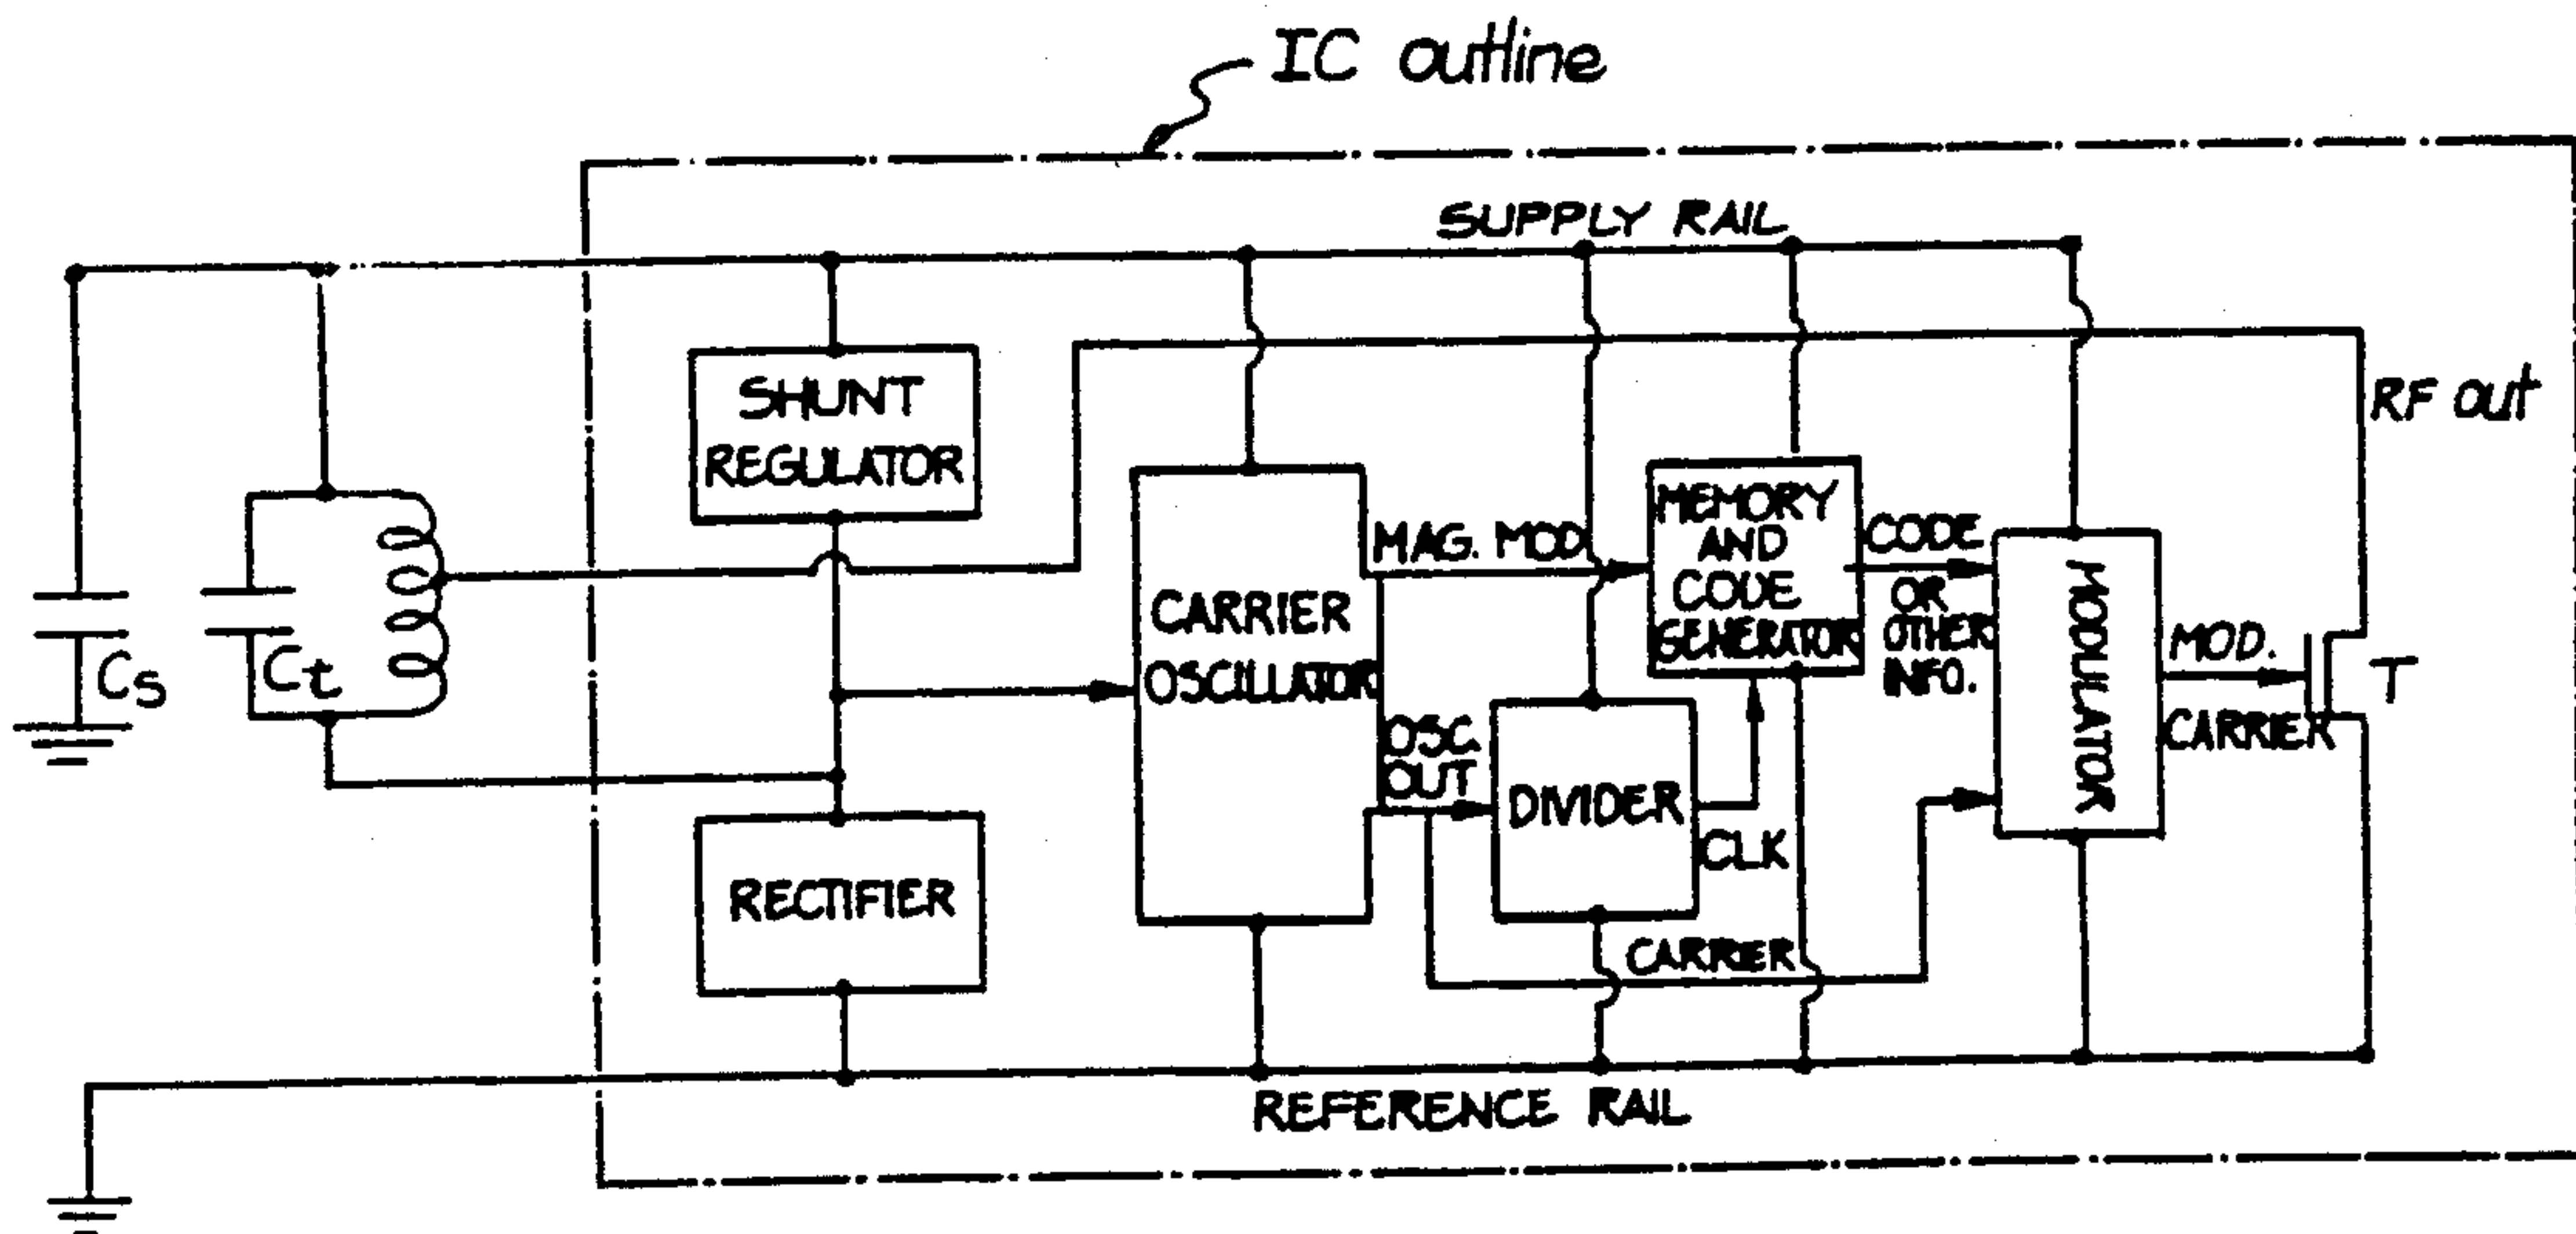 IC outline
SUPPLY RAIL
SHUNT
REGULATOR
RF out
CARRIER
OSCILLATOR
MAG. MOD
MEMORY
AND
CODE
GENERATOR
CODE
OR
OTHER
INFO.
MODULATOR
MOD.
CARRIER
T
Cs
Ct
OSC
OUT
DIVIDER
CLK
RECTIFIER
CARRIER
REFERENCE RAIL